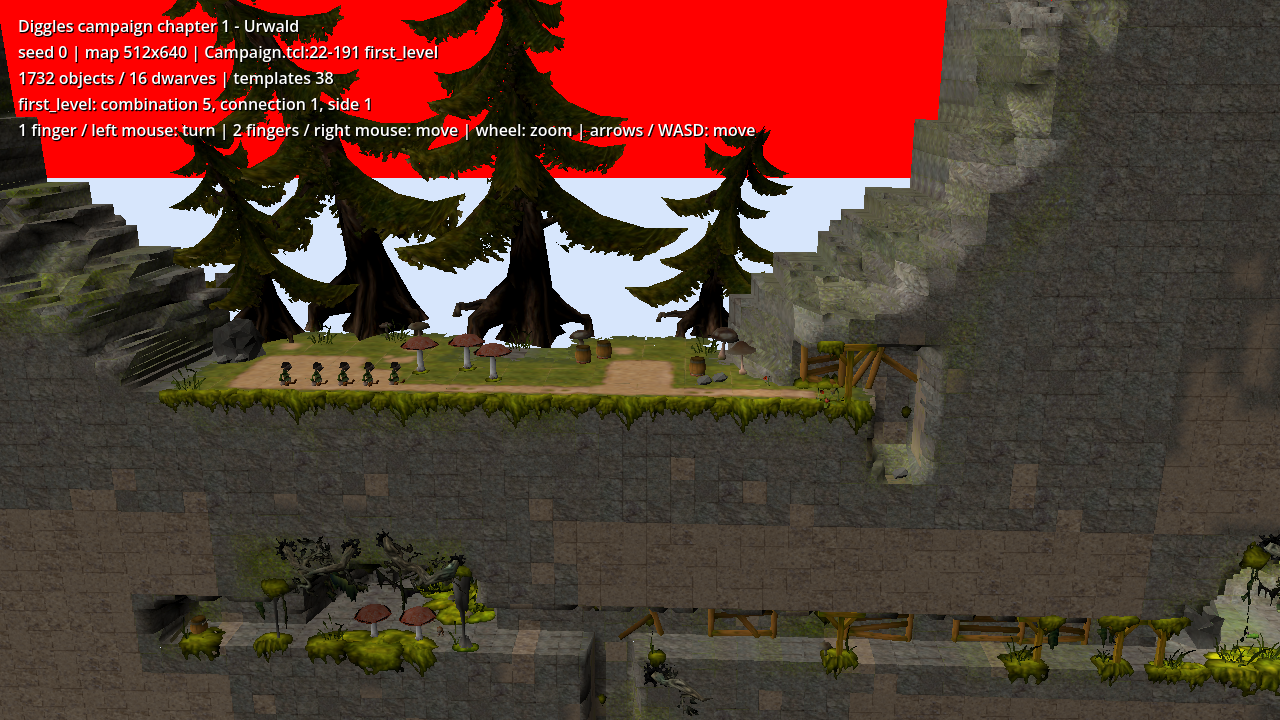 Diggles campaign chapter 1 - Urwald
seed 0 | map 512x640 | Campaign.tcl:22-191 first_level
1732 objects / 16 dwarves | templates 38
first_level: combination 5, connection 1, side 1
1 finger / left mouse: turn | 2 fingers / right mouse: move | wheel: zoom | arrows / WASD: move